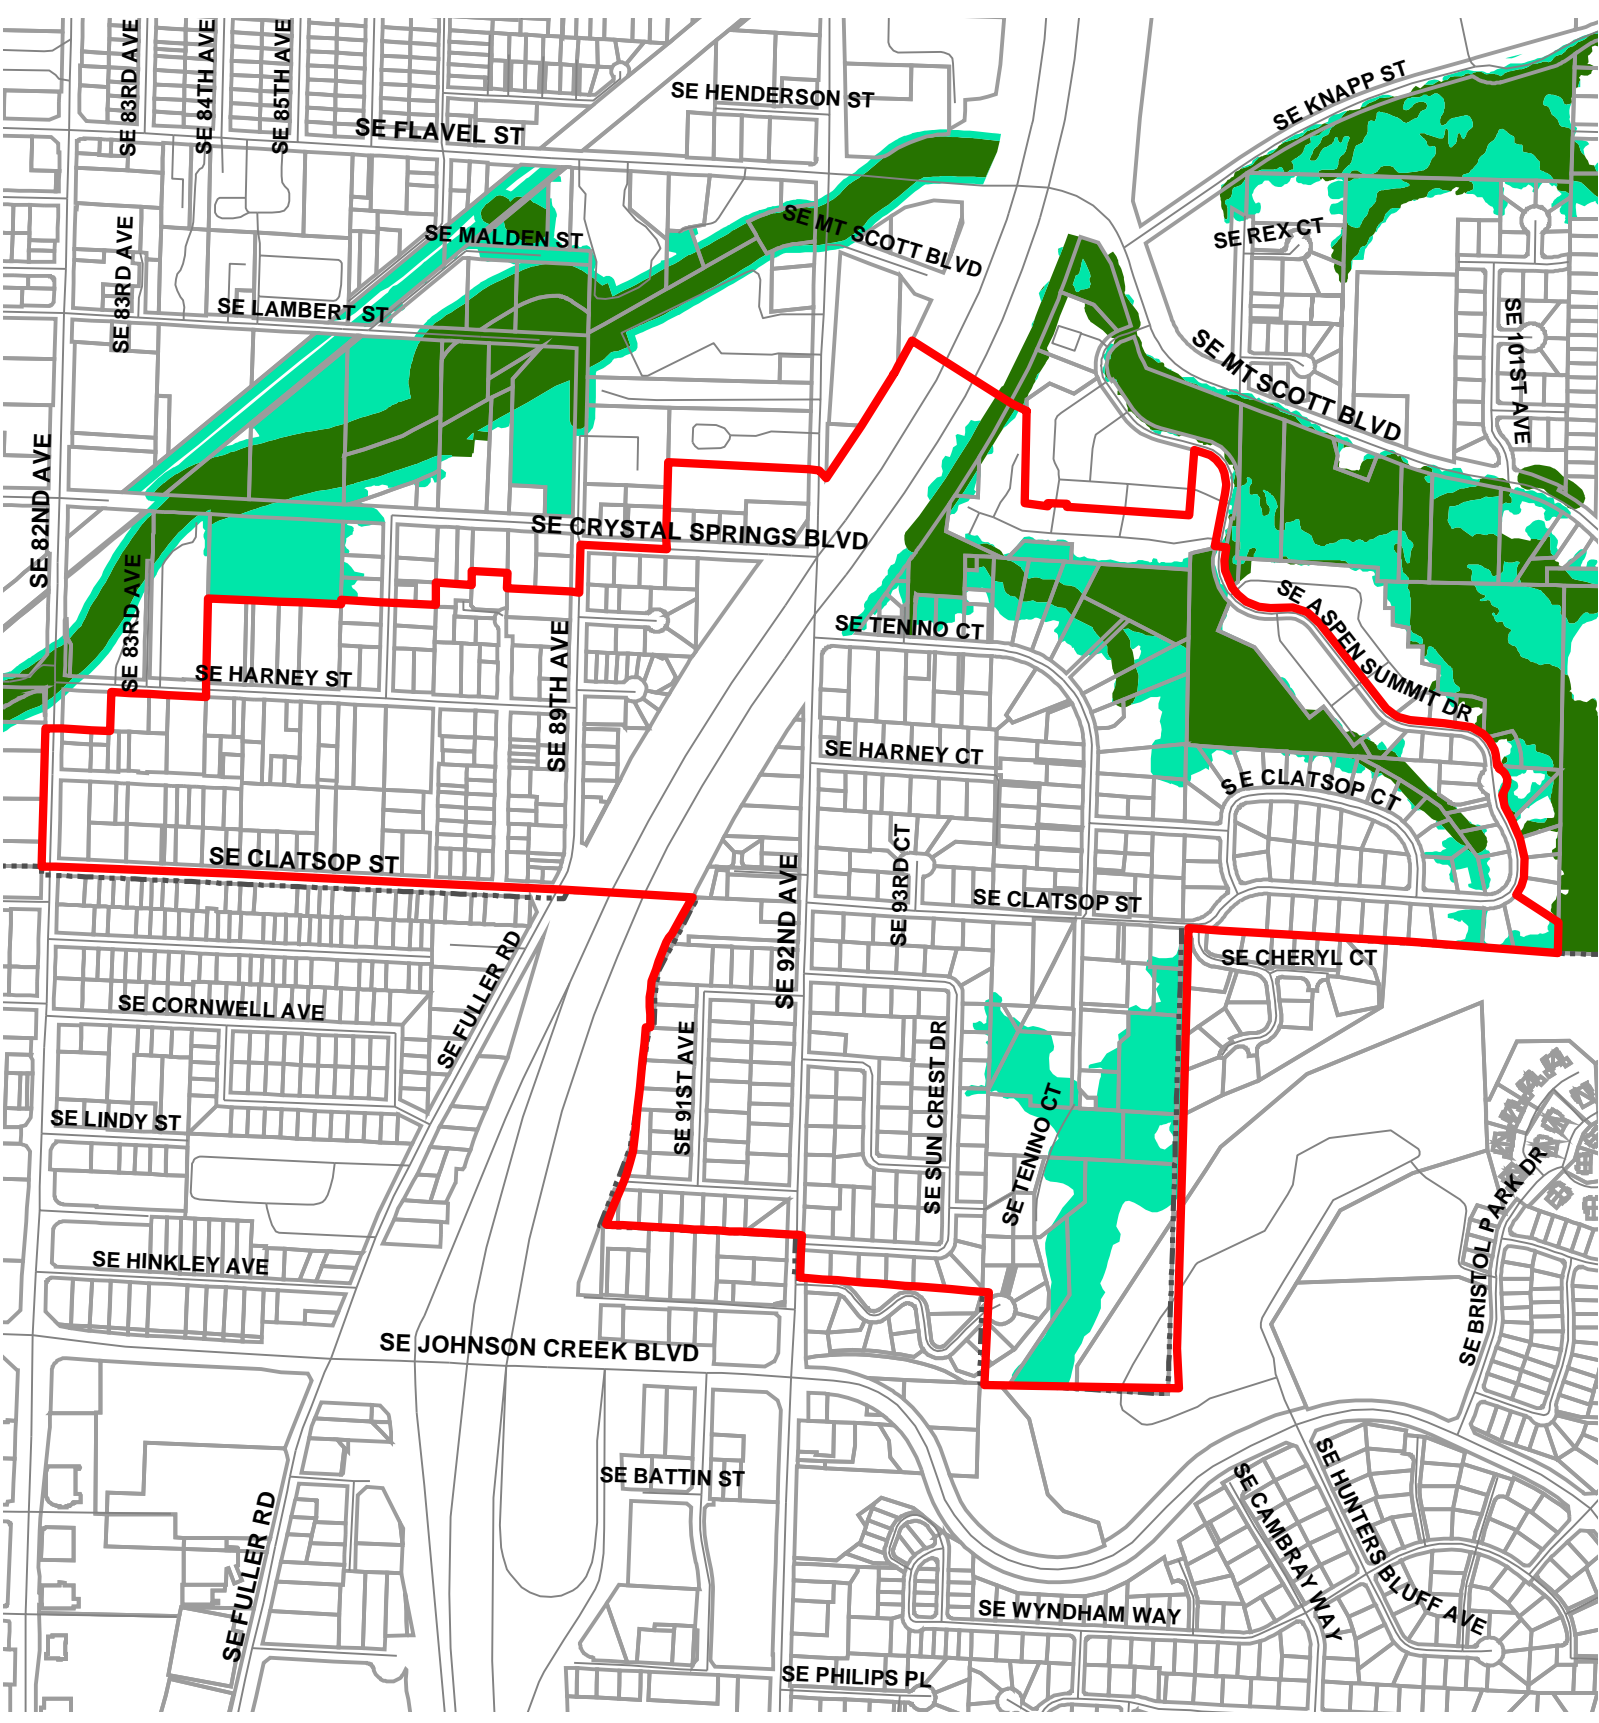 SE 83RD AVE
SE 84TH AVE
SE 85TH AVE
SE HENDERSON ST
SE KNAPP ST
SE FLAVEL ST
SE 83RD AVE
SE MALDEN ST
SE MT SCOTT BLVD
SE REX CT
SE LAMBERT ST
SE 101ST AVE
SE MT SCOTT BLVD
SE 82ND AVE
SE CRYSTAL SPRINGS BLVD
SE 83RD AVE
SE HARNEY ST
SE 89TH AVE
SE TENINO CT
SE ASPEN SUMMIT DR
SE HARNEY CT
SE CLATSOP CT
SE CLATSOP ST
SE 93RD CT
SE 92ND AVE
SE CLATSOP ST
SE CHERYL CT
SE FULLER RD
SE CORNWELL AVE
SE 91ST AVE
SE SUN CREST DR
SE TENINO CT
SE LINDY ST
SE BRISTOL PARK DR
SE HINKLEY AVE
SE JOHNSON CREEK BLVD
SE BATTIN ST
SE FULLER RD
SE CAMBRAY WAY
SE HUNTERS BLUFF AVE
SE WYNDHAM WAY
SE PHILIPS PL